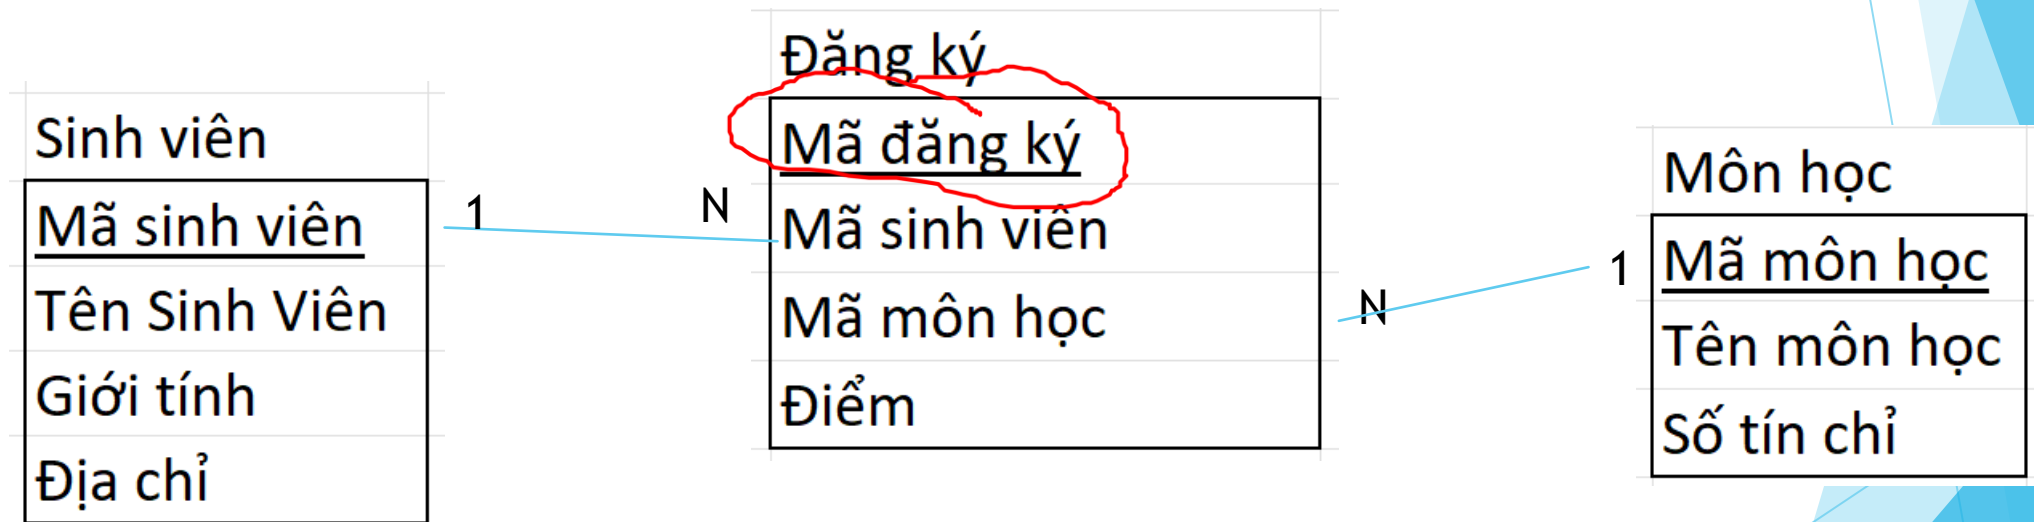 Sinh viên
Mã sinh viên
Tên Sinh Viên
Giới tính
Địa chỉ
1
N
Đăng ký
Mã đăng ký
Mã sinh viên
Mã môn học
Điểm
N
1
Môn học
Mã môn học
Tên môn học
Số tín chỉ